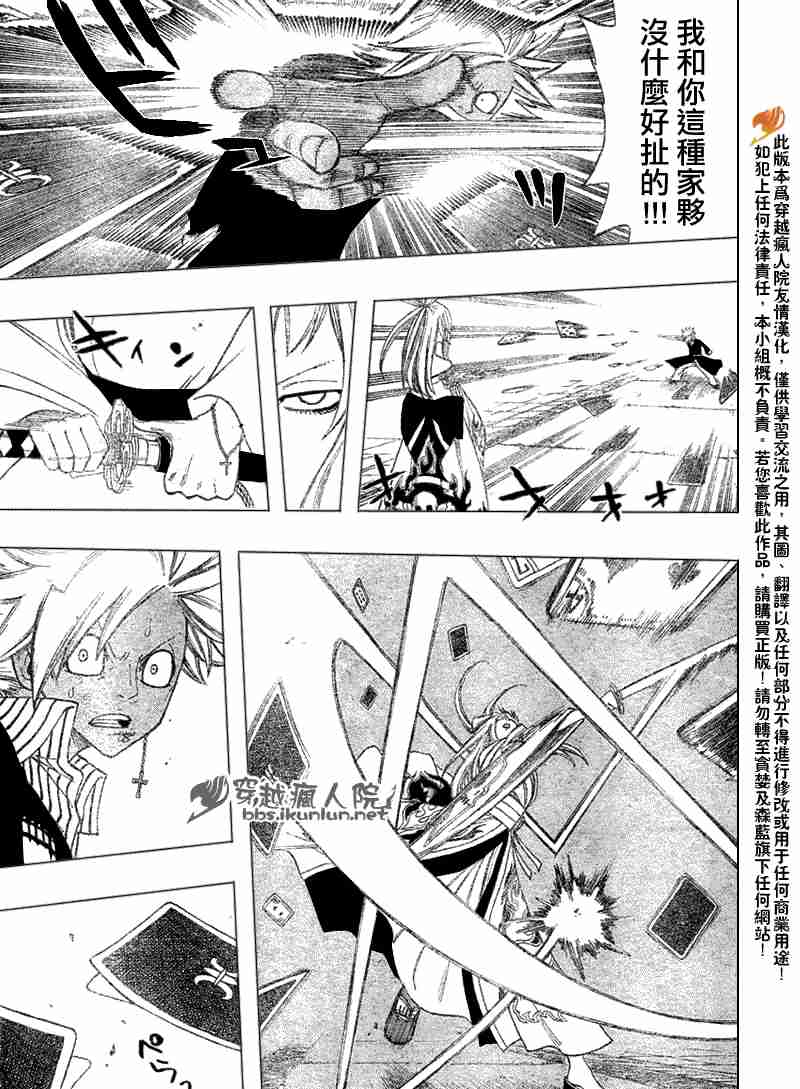 我和你這種家夥
沒什麼好扯的!!!
キィン
穿越瘋人院
bbs.ikunlun.net
ぺらっ
此版本爲穿越瘋人院友情漢化，僅供學習交流之用，其圖、翻譯以及任何部分不得進行修改或用于任何商業用途！
如犯上任何法律責任，本小組概不負責。若您喜歡此作品，請購買正版！請勿轉至貪婪及森藍旗下任何網站！